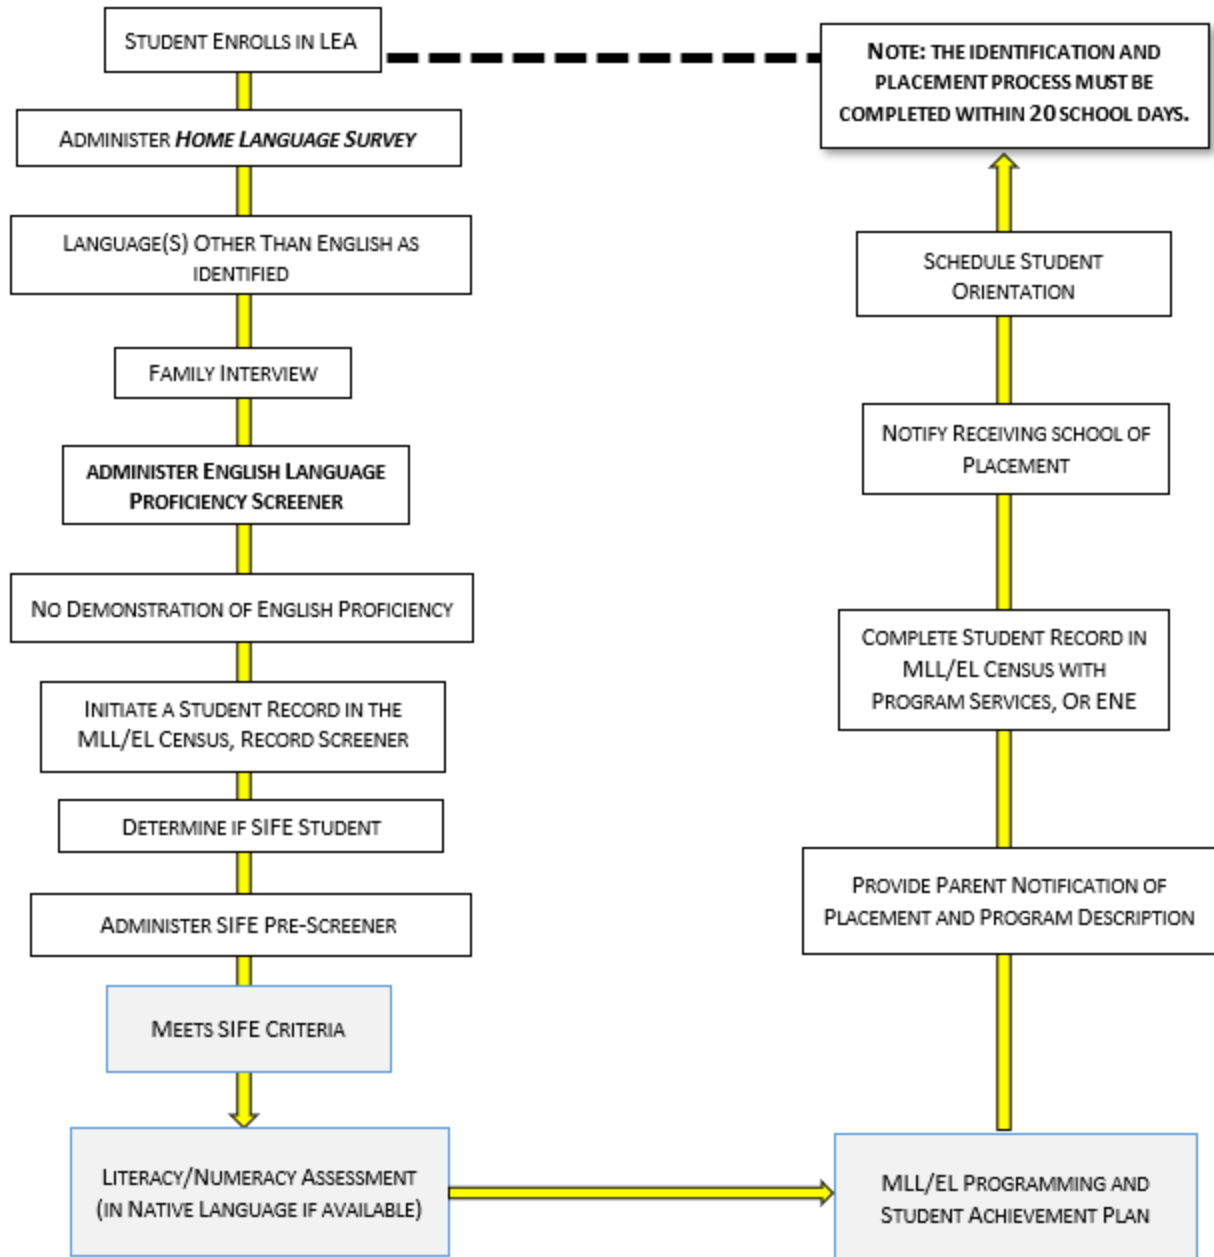 STUDENT ENROLLS IN LEA
ADMINISTER HOME LANGUAGE SURVEY
LANGUAGE(S) OTHER THAN ENGLISH AS
IDENTIFIED
FAMILY INTERVIEW
ADMINISTER ENGLISH LANGUAGE
PROFICIENCY SCREENER
NO DEMONSTRATION OF ENGLISH PROFICIENCY
INITIATE A STUDENT RECORD IN THE
MLL/EL CENSUS, RECORD SCREENER
DETERMINE IF SIFE STUDENT
ADMINISTER SIFE PRE-SCREENER
MEETS SIFE CRITERIA
LITERACY/NUMERACY ASSESSMENT
(IN NATIVE LANGUAGE IF AVAILABLE)
MLL/EL PROGRAMMING AND
STUDENT ACHIEVEMENT PLAN
PROVIDE PARENT NOTIFICATION OF
PLACEMENT AND PROGRAM DESCRIPTION
COMPLETE STUDENT RECORD IN
MLL/EL CENSUS WITH
PROGRAM SERVICES, OR ENE
NOTIFY RECEIVING SCHOOL OF
PLACEMENT
SCHEDULE STUDENT
ORIENTATION
NOTE: THE IDENTIFICATION AND
PLACEMENT PROCESS MUST BE
COMPLETED WITHIN 20 SCHOOL DAYS.